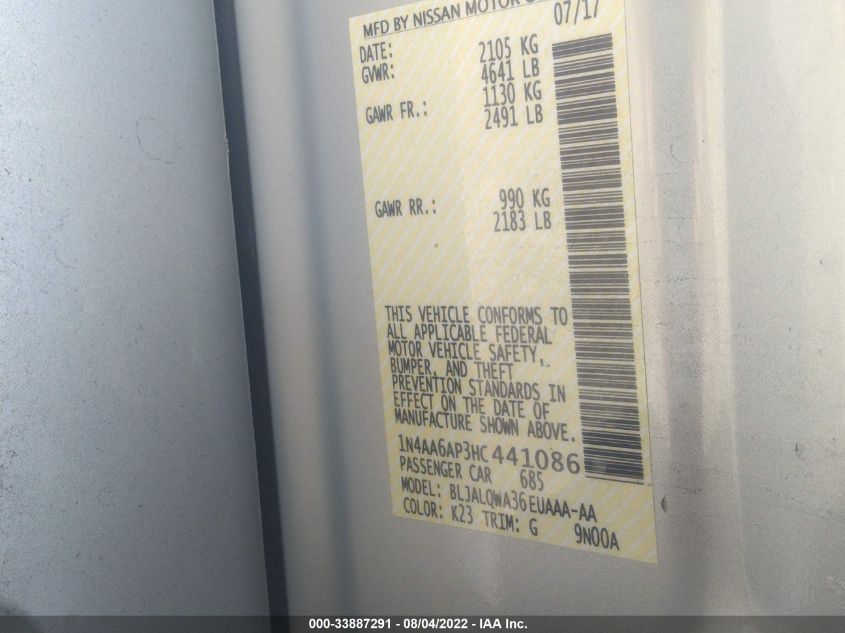 MFD BY NISSAN MOTOR
DATE: 07/17
GVWR: 2105 KG
4641 LB
GAWR FR.: 1130 KG
2491 LB
GAWR RR.: 990 KG
2183 LB
THIS VEHICLE CONFORMS TO
ALL APPLICABLE FEDERAL
MOTOR VEHICLE SAFETY,
BUMPER, AND THEFT
PREVENTION STANDARDS IN
EFFECT ON THE DATE OF
MANUFACTURE SHOWN ABOVE.
1N4AA6AP3HC441086
PASSENGER CAR 685
MODEL: BLJALQWA36EUAAA-AA
COLOR: K23 TRIM: G 9N00A
000-33887291 - 08/04/2022 - IAA Inc.